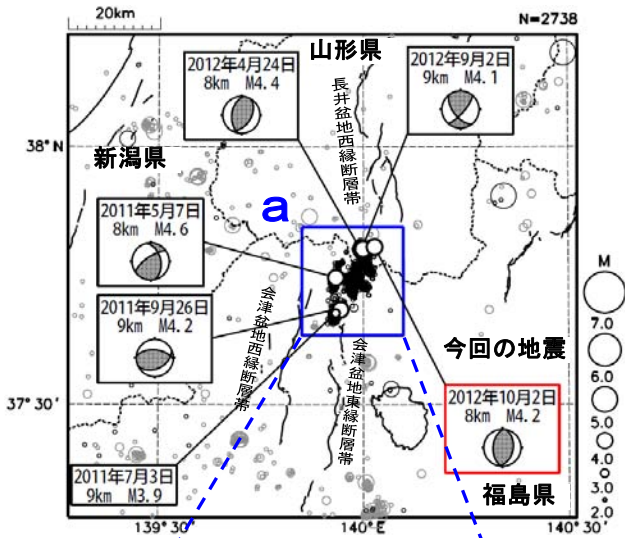 20km
N=2738
山形県
2012年4月24日
8km M4.4
2012年9月2日
9km M4.1
長井盆地西縁断層帯
38°N
新潟県
a
2011年5月7日
8km M4.6
2011年9月26日
9km M4.2
会津盆地西縁断層帯
会津盆地東縁断層帯
今回の地震
M
7.0
6.0
5.0
4.0
3.0
2.0
37°30'
2012年10月2日
8km M4.2
2011年7月3日
9km M3.9
福島県
139°30'
140°E
140°30'